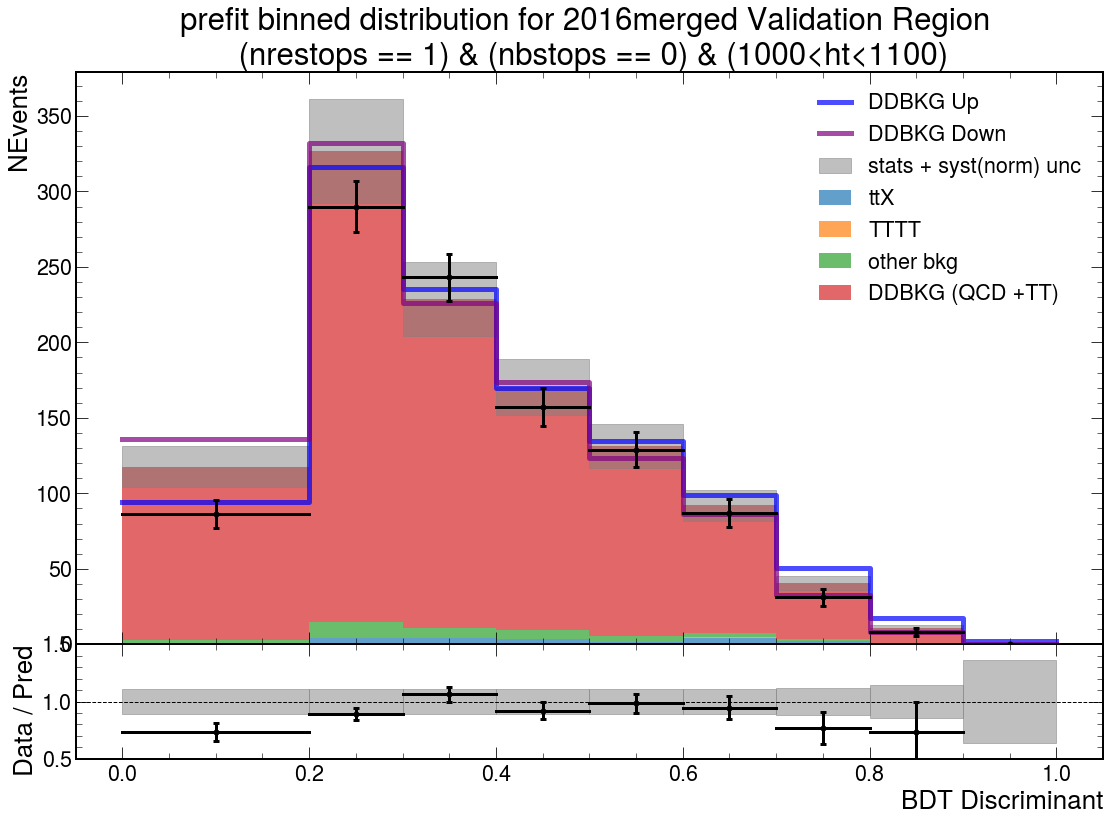 prefit binned distribution for 2016merged Validation Region
(nrestops == 1) & (nbstops == 0) & (1000<ht<1100)
NEvents
350
300
250
200
150
100
50
0
DDBKG Up
DDBKG Down
stats + syst(norm) unc
ttX
TTTT
other bkg
DDBKG (QCD +TT)
Data / Pred
1.5
1.0
0.5
0.0
0.2
0.4
0.6
0.8
1.0
BDT Discriminant